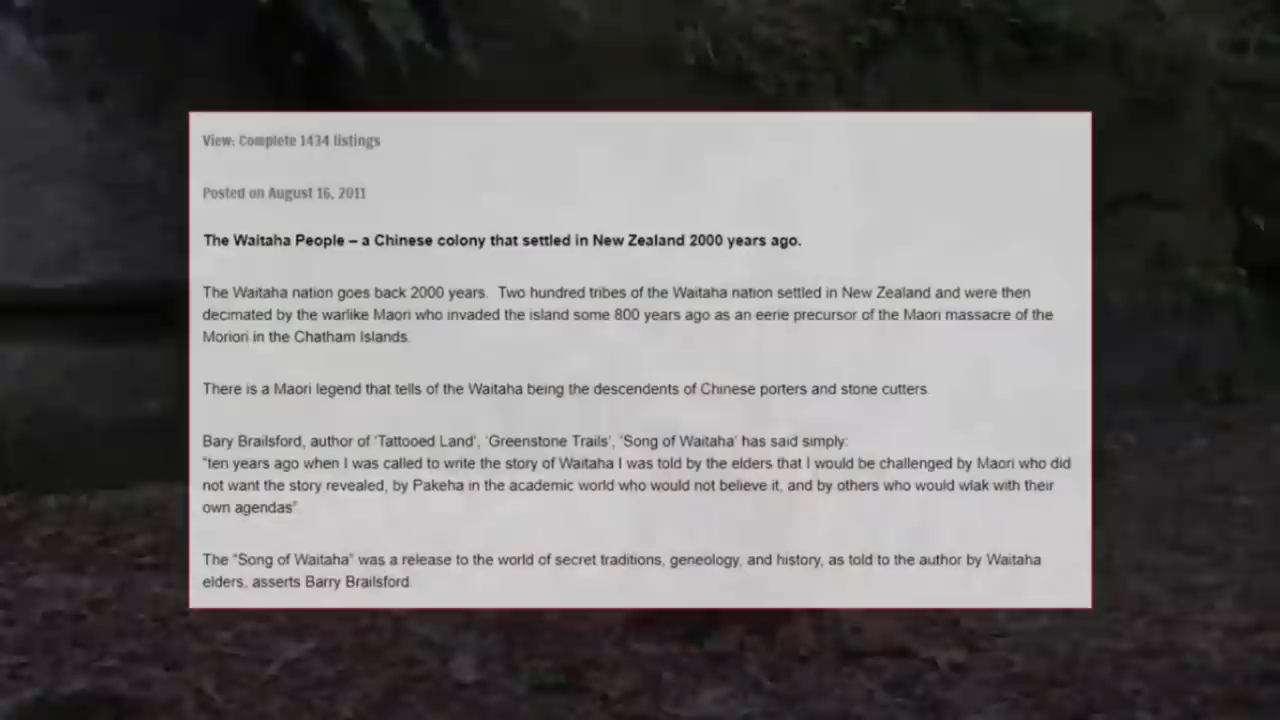 View: Complete 1434 listings
Posted on August 16, 2011
The Waitaha People – a Chinese colony that settled in New Zealand 2000 years ago.
The Waitaha nation goes back 2000 years.  Two hundred tribes of the Waitaha nation settled in New Zealand and were then
decimated by the warlike Maori who invaded the island some 800 years ago as an eerie precursor of the Maori massacre of the
Moriori in the Chatham Islands.
There is a Maori legend that tells of the Waitaha being the descendents of Chinese porters and stone cutters.
Bary Brailsford, author of 'Tattooed Land', 'Greenstone Trails', 'Song of Waitaha' has said simply:
"ten years ago when I was called to write the story of Waitaha I was told by the elders that I would be challenged by Maori who did
not want the story revealed, by Pakeha in the academic world who would not believe it, and by others who would wlak with their
own agendas"
The "Song of Waitaha" was a release to the world of secret traditions, geneology, and history, as told to the author by Waitaha
elders, asserts Barry Brailsford.